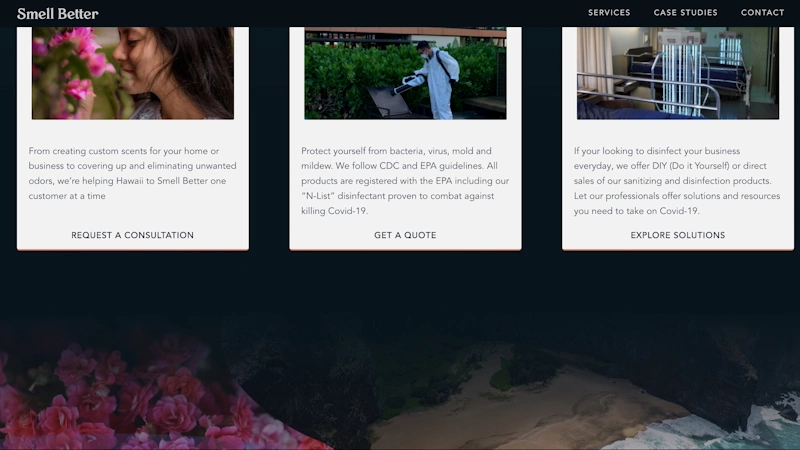 Smell Better
SERVICES
CASE STUDIES
CONTACT
From creating custom scents for your home or
business to covering up and eliminating unwanted
odors, we're helping Hawaii to Smell Better one
customer at a time
REQUEST A CONSULTATION
Protect yourself from bacteria, virus, mold and
mildew. We follow CDC and EPA guidelines. All
products are registered with the EPA including our
“N-List” disinfectant proven to combat against
killing Covid-19.
GET A QUOTE
If your looking to disinfect your business
everyday, we offer DIY (Do it Yourself) or direct
sales of our sanitizing and disinfection products.
Let our professionals offer solutions and resources
you need to take on Covid-19.
EXPLORE SOLUTIONS